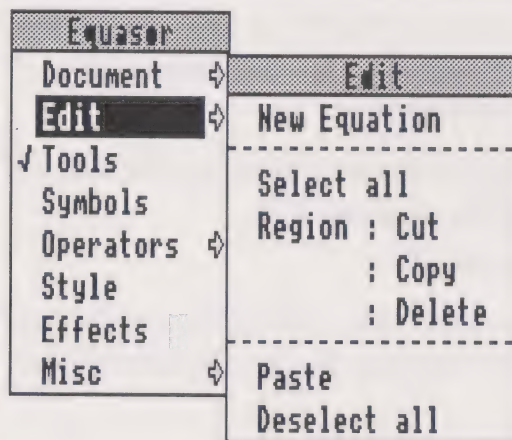 Equasor
Document ⇨
Edit ⇨
√ Tools
Symbols
Operators ⇨
Style
Effects
Misc ⇨
Edit
New Equation
Select all
Region : Cut
: Copy
: Delete
Paste
Deselect all